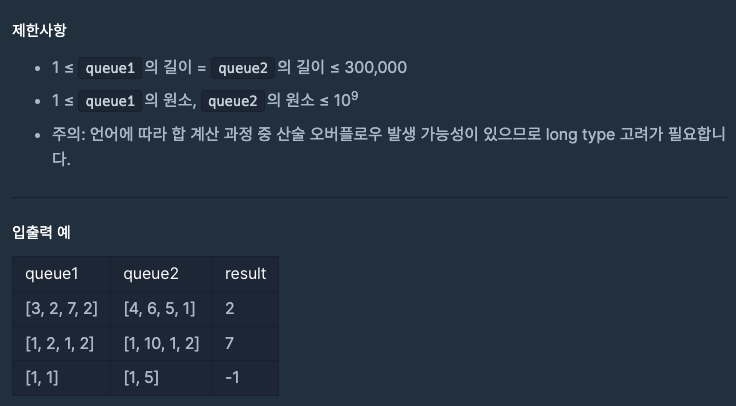 제한사항
• 1 ≤ queue1 의 길이 = queue2 의 길이 ≤ 300,000
• 1 ≤ queue1 의 원소, queue2 의 원소 ≤ 10⁹
• 주의: 언어에 따라 합 계산 과정 중 산술 오버플로우 발생 가능성이 있으므로 long type 고려가 필요합니
다.
입출력 예
queue1 queue2 result
[3, 2, 7, 2] [4, 6, 5, 1] 2
[1, 2, 1, 2] [1, 10, 1, 2] 7
[1, 1] [1, 5] -1